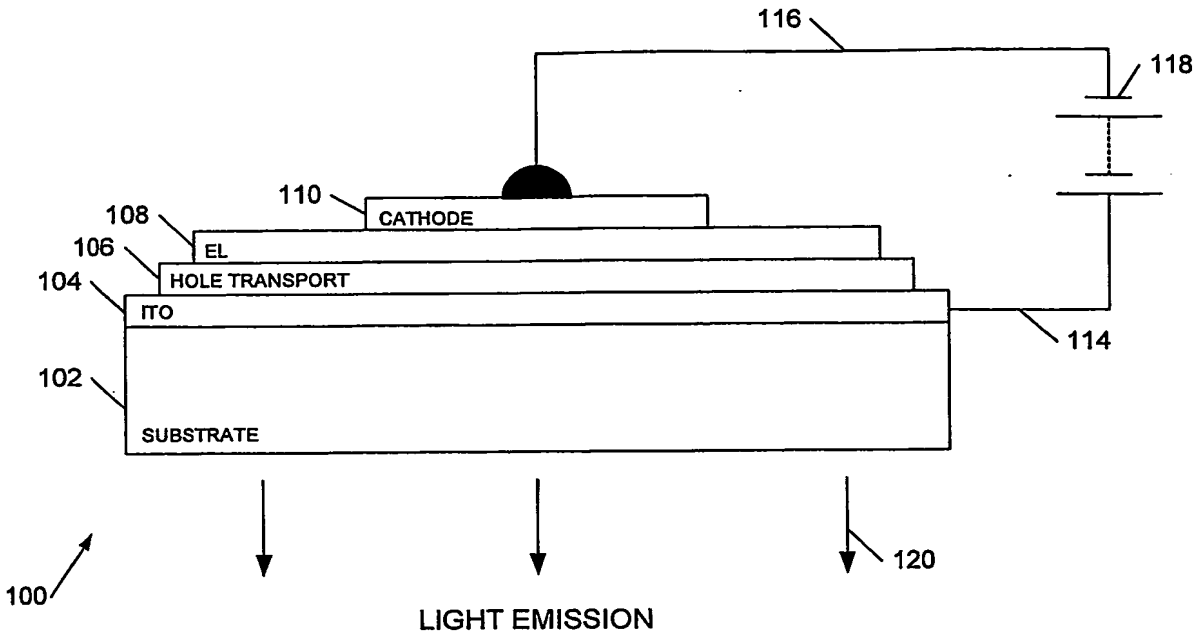 116
118
110
CATHODE
108
EL
106
HOLE TRANSPORT
104
ITO
114
102
SUBSTRATE
120
100
LIGHT EMISSION